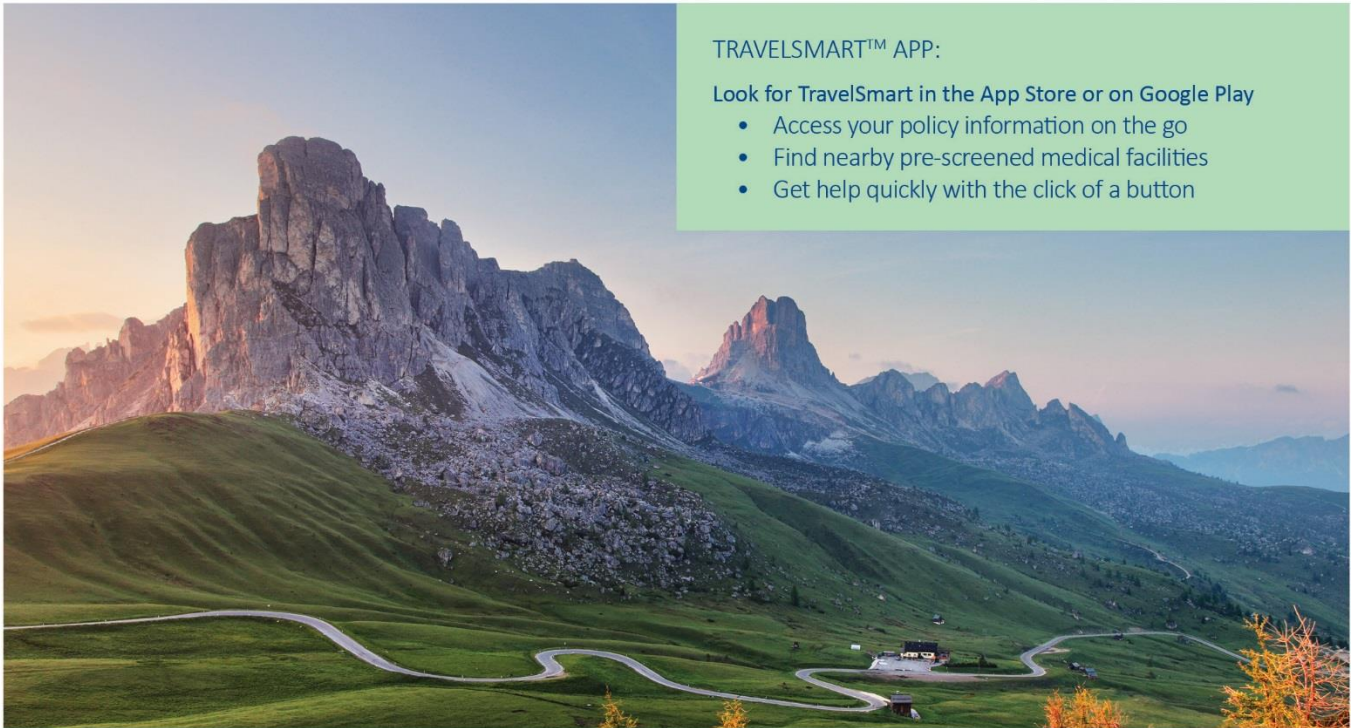 TRAVELSMART™ APP:
Look for TravelSmart in the App Store or on Google Play
• Access your policy information on the go
• Find nearby pre-screened medical facilities
• Get help quickly with the click of a button